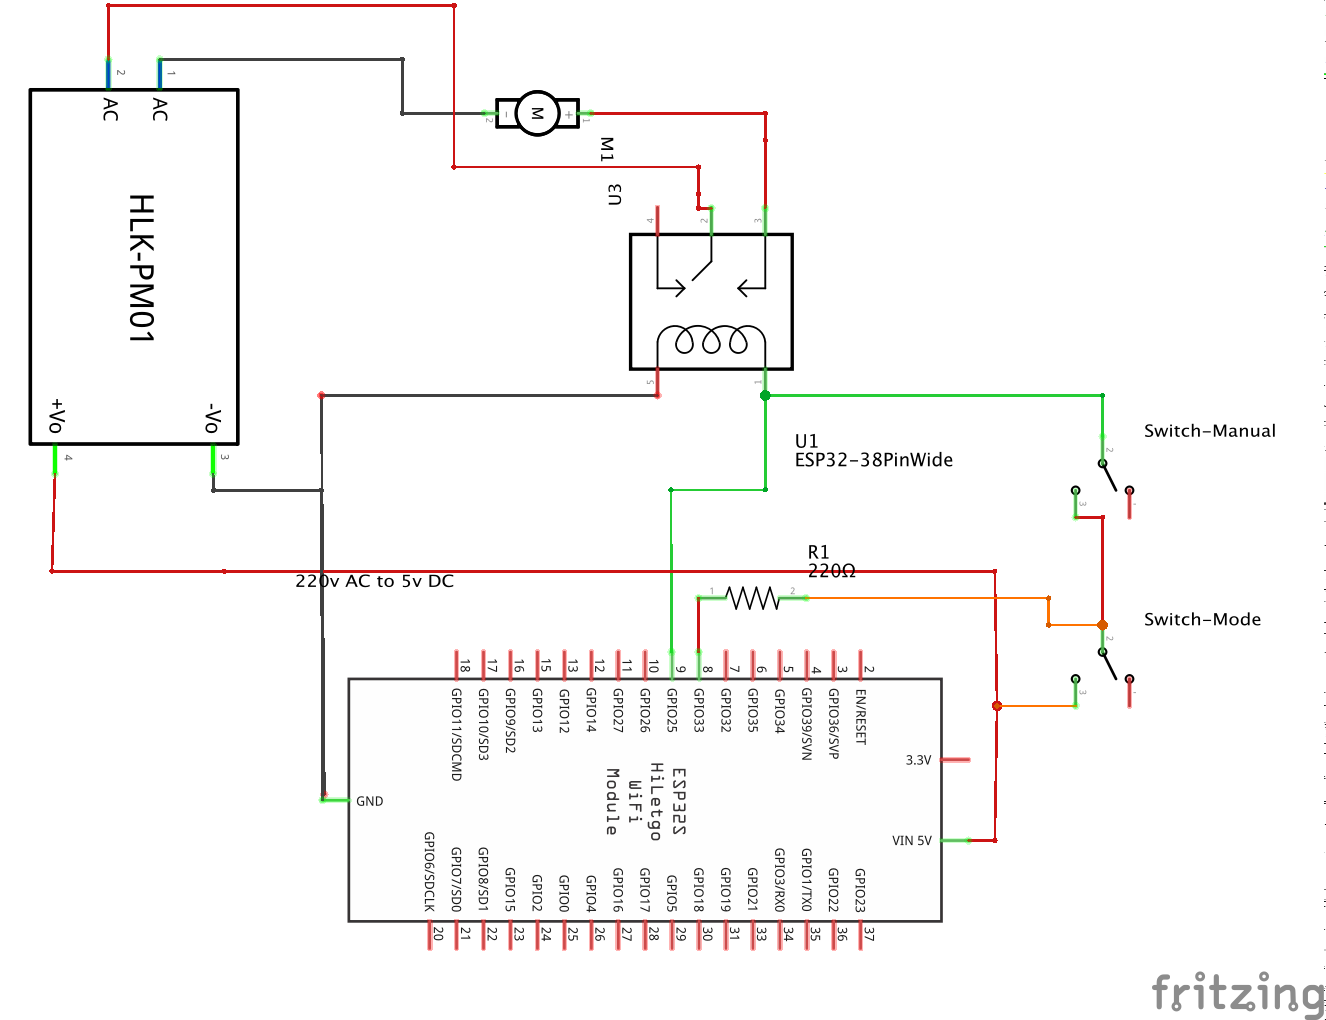 2
1
AC
AC
HLK-PM01
+Vo
-Vo
4
3
2
-
M
+
1
M1
U3
4
2
3
5
1
U1
ESP32-38PinWide
Switch-Manual
2
3
1
R1
220Ω
220v AC to 5v DC
1
2
Switch-Mode
2
3
1
18
17
16
15
13
12
11
10
9
8
7
6
5
4
3
2
GPIO11/SDCMD
GPIO10/SD3
GPIO9/SD2
GPIO13
GPIO12
GPIO14
GPIO27
GPIO26
GPIO25
GPIO33
GPIO32
GPIO35
GPIO34
GPIO39/SVN
GPIO36/SVP
EN/RESET
3.3V
GND
ESP32S
HiLetgo
WiFi
Module
VIN 5V
GPIO6/SDCLK
GPIO7/SD0
GPIO8/SD1
GPIO15
GPIO2
GPIO0
GPIO4
GPIO16
GPIO17
GPIO5
GPIO18
GPIO19
GPIO21
GPIO3/RX0
GPIO1/TX0
GPIO22
GPIO23
20
21
22
23
24
25
26
27
28
29
30
31
33
34
35
36
37
fritzing